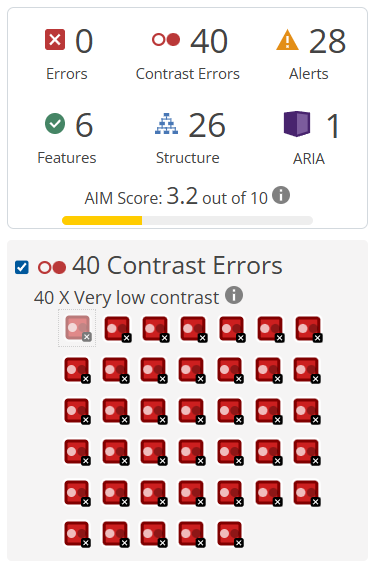 0
Errors
40
Contrast Errors
28
Alerts
6
Features
26
Structure
1
ARIA
AIM Score: 3.2 out of 10
40 Contrast Errors
40 X Very low contrast